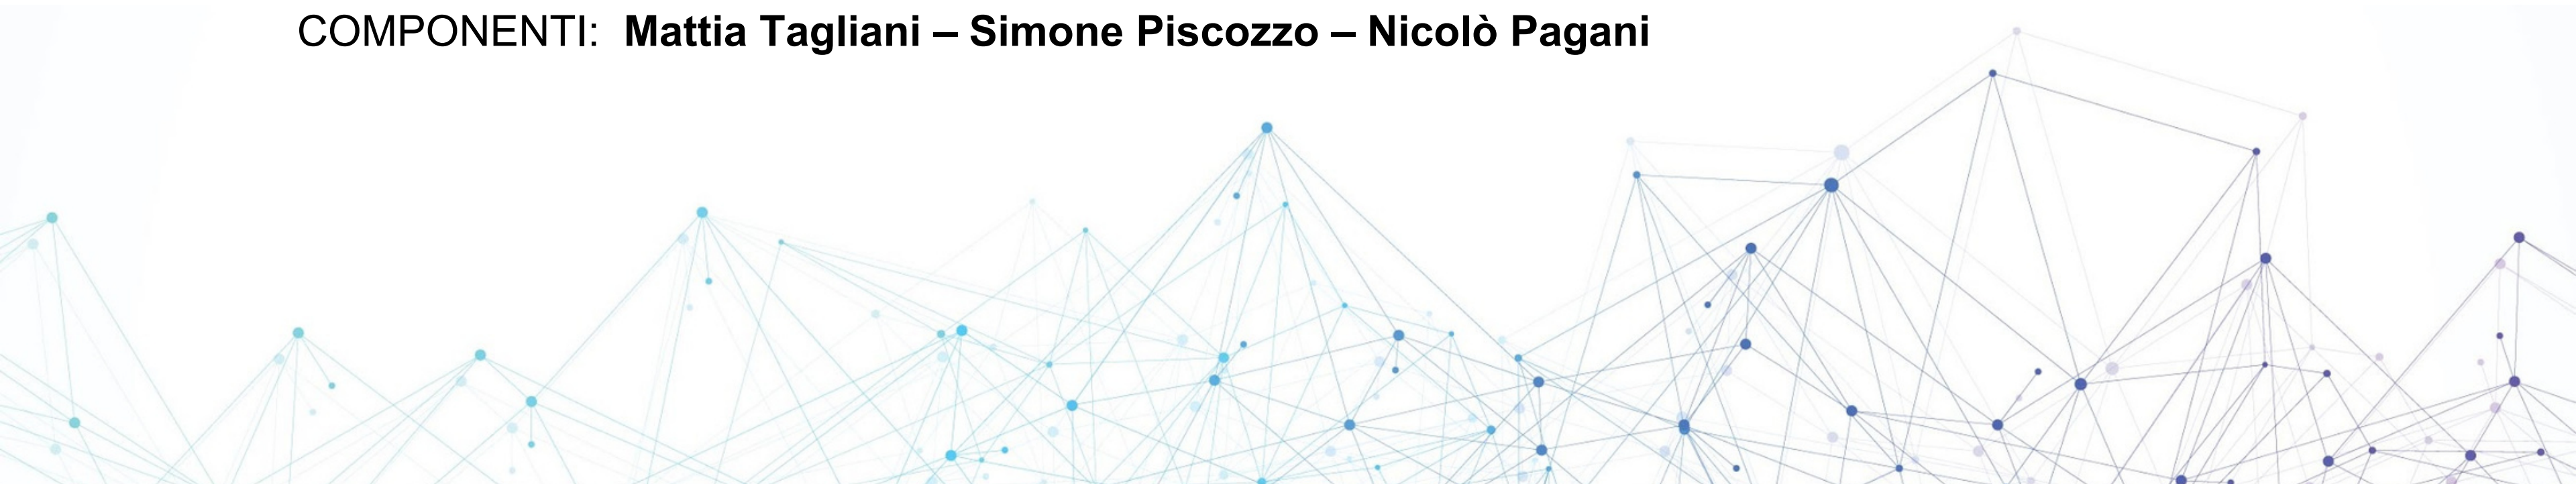 COMPONENTI: Mattia Tagliani – Simone Piscozzo – Nicolò Pagani